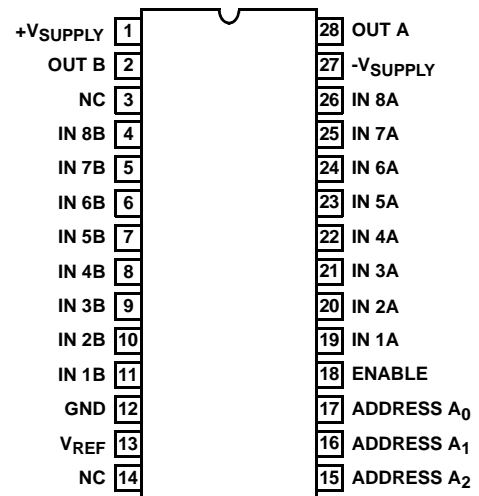 +VSUPPLY 1 28 OUT A
OUT B 2 27 -VSUPPLY
NC 3 26 IN 8A
IN 8B 4 25 IN 7A
IN 7B 5 24 IN 6A
IN 6B 6 23 IN 5A
IN 5B 7 22 IN 4A
IN 4B 8 21 IN 3A
IN 3B 9 20 IN 2A
IN 2B 10 19 IN 1A
IN 1B 11 18 ENABLE
GND 12 17 ADDRESS A0
VREF 13 16 ADDRESS A1
NC 14 15 ADDRESS A2